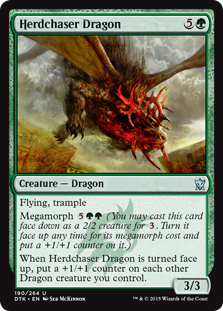 Herdchaser Dragon 5
Creature — Dragon
Flying, trample
Megamorph 5 (You may cast this
card face down as a 2/2 creature for 3. Turn it
face up any time for its megamorph cost and
put a +1/+1 counter on it.)
When Herdchaser Dragon is turned face
up, put a +1/+1 counter on each other
Dragon creature you control.
3/3
190/264 U
DTK • EN Seb McKinnon
™ & © 2015 Wizards of the Coast